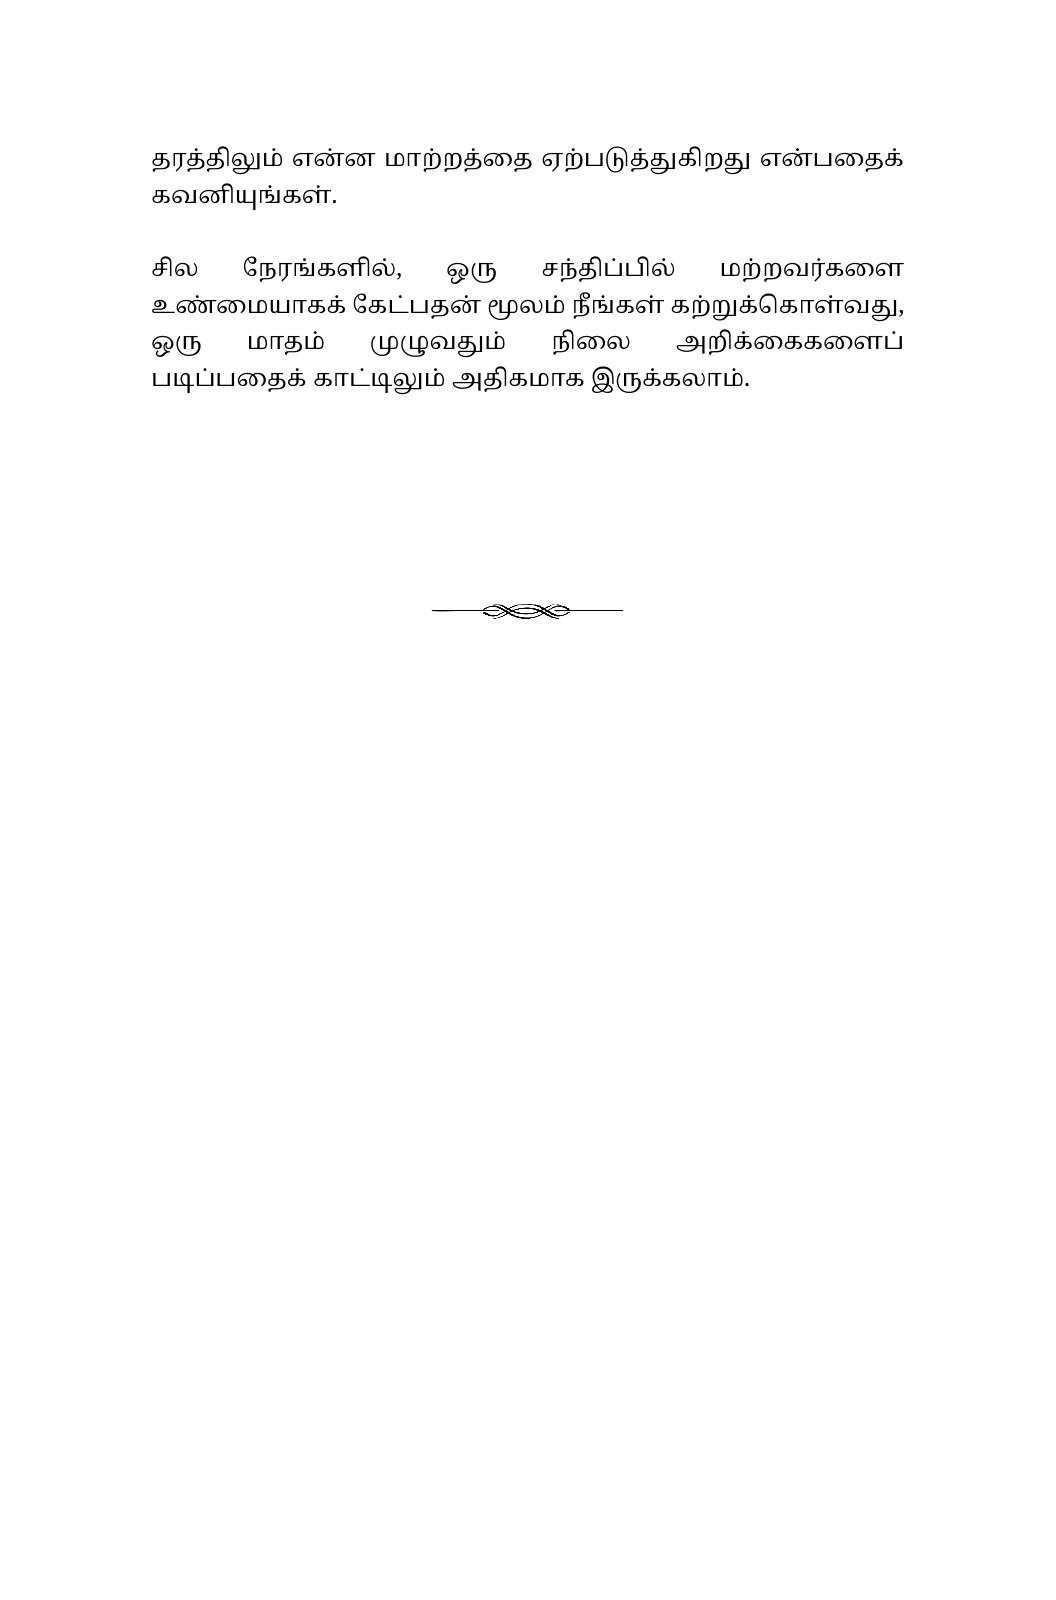 தரத்திலும் என்ன மாற்றத்தை ஏற்படுத்துகிறது என்பதைக்
கவனியுங்கள்.
சில நேரங்களில், ஒரு சந்திப்பில் மற்றவர்களை
உண்மையாகக் கேட்பதன் மூலம் நீங்கள் கற்றுக்கொள்வது,
ஒரு மாதம் முழுவதும் நிலை அறிக்கைகளைப்
படிப்பதைக் காட்டிலும் அதிகமாக இருக்கலாம்.